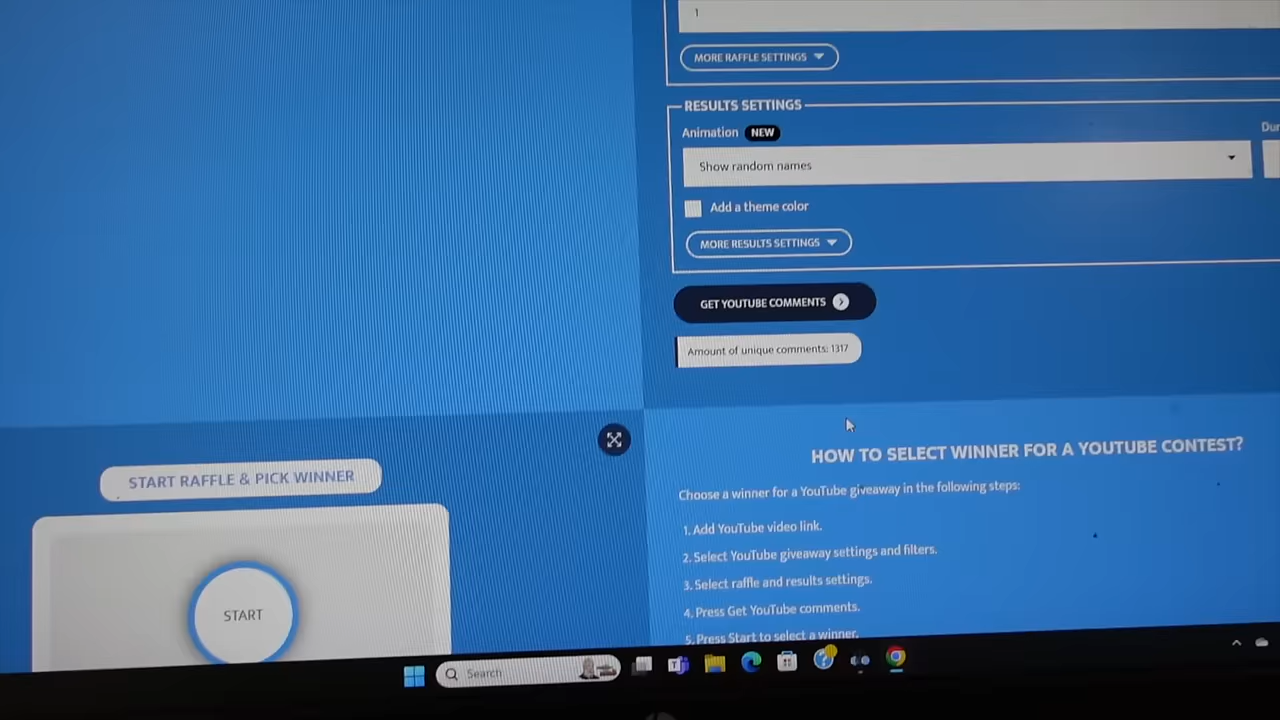 1
MORE RAFFLE SETTINGS
RESULTS SETTINGS
Animation NEW
Show random names
Add a theme color
MORE RESULTS SETTINGS
GET YOUTUBE COMMENTS
Amount of unique comments: 1317
START RAFFLE & PICK WINNER
START
HOW TO SELECT WINNER FOR A YOUTUBE CONTEST?
Choose a winner for a YouTube giveaway in the following steps:
1. Add YouTube video link.
2. Select YouTube giveaway settings and filters.
3. Select raffle and results settings.
4. Press Get YouTube comments.
5. Press Start to select a winner.
Search